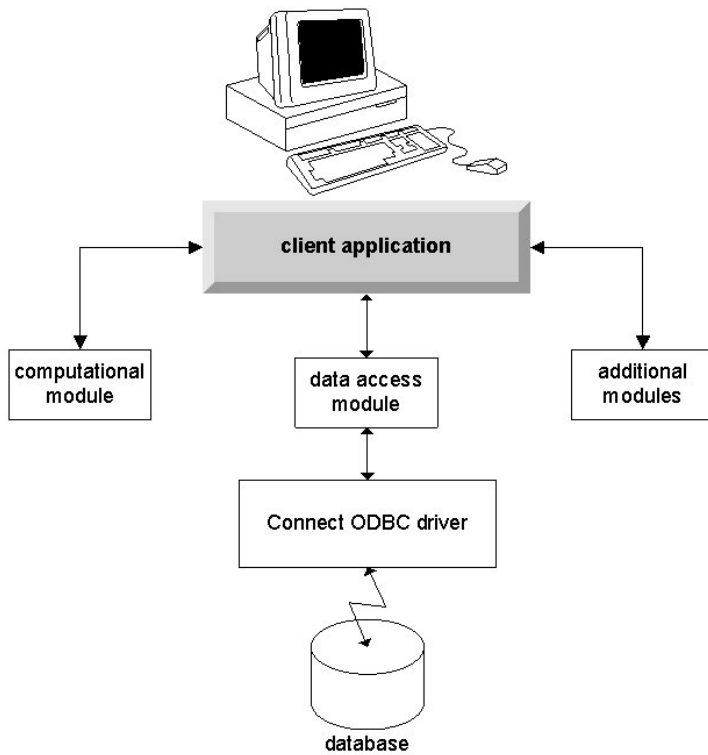 client application
computational
module
data access
module
additional
modules
Connect ODBC driver
database